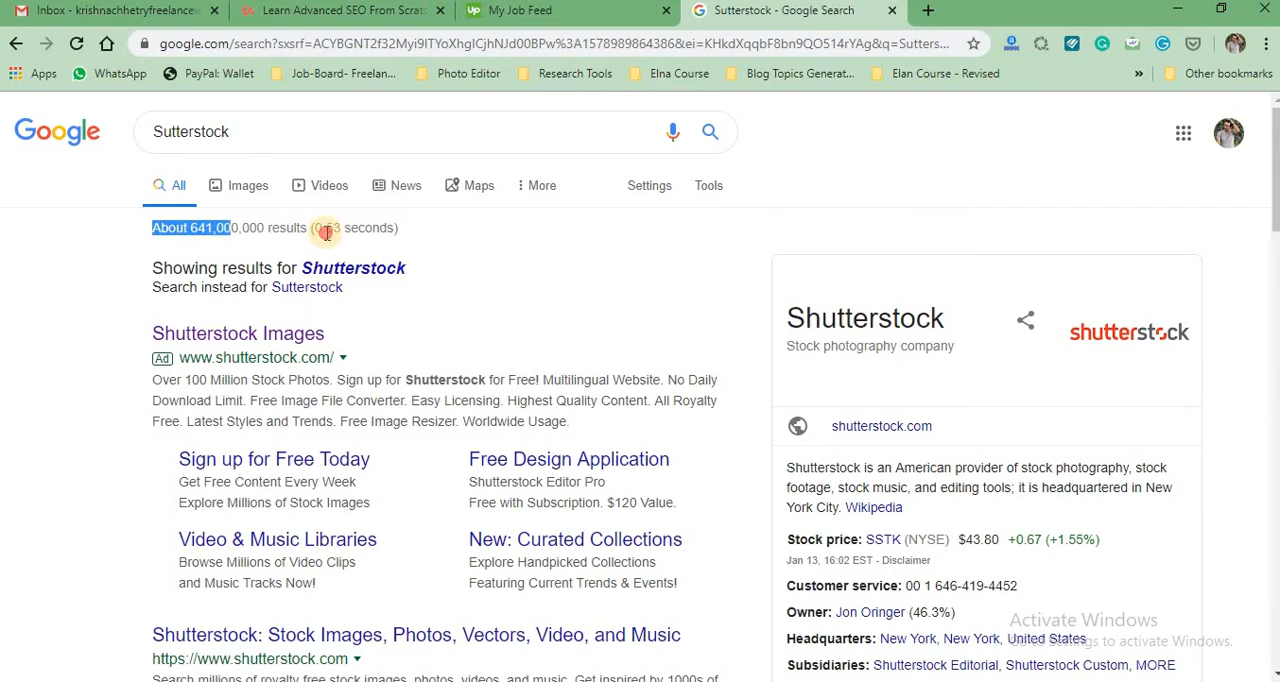 Inbox - krishnachhetryfreelancew
Learn Advanced SEO From Scrat
Up My Job Feed
Sutterstock - Google Search
google.com/search?sxsrf=ACYBGNT2f32Myi9tTYoXhgICjhNJd00BPw%3A1578989864386&ei=KHkdXqqbF8bn9QO514rYAg&q=Sutters...
Apps
WhatsApp
PayPal: Wallet
Job-Board- Freelan...
Photo Editor
Research Tools
Elna Course
Blog Topics Generat...
Elan Course - Revised
»
Other bookmarks
Google
Sutterstock
All
Images
Videos
News
Maps
More
Settings
Tools
About 641,000,000 results (0.53 seconds)
Showing results for Shutterstock
Search instead for Sutterstock
Shutterstock Images
Ad www.shutterstock.com/
Over 100 Million Stock Photos. Sign up for Shutterstock for Free! Multilingual Website. No Daily
Download Limit. Free Image File Converter. Easy Licensing. Highest Quality Content. All Royalty
Free. Latest Styles and Trends. Free Image Resizer. Worldwide Usage.
Sign up for Free Today
Get Free Content Every Week
Explore Millions of Stock Images
Free Design Application
Shutterstock Editor Pro
Free with Subscription. $120 Value.
Video & Music Libraries
Browse Millions of Video Clips
and Music Tracks Now!
New: Curated Collections
Explore Handpicked Collections
Featuring Current Trends & Events!
Shutterstock: Stock Images, Photos, Vectors, Video, and Music
https://www.shutterstock.com
Search millions of royalty free stock images, photos, videos, and music. Get inspired by 1000s of
Shutterstock
Stock photography company
shutterstock
shutterstock.com
Shutterstock is an American provider of stock photography, stock
footage, stock music, and editing tools; it is headquartered in New
York City. Wikipedia
Stock price: SSTK (NYSE) $43.80 +0.67 (+1.55%)
Jan 13, 16:02 EST - Disclaimer
Customer service: 00 1 646-419-4452
Owner: Jon Oringer (46.3%)
Headquarters: New York, New York, United States
Subsidiaries: Shutterstock Editorial, Shutterstock Custom, MORE
Activate Windows
Go to Settings to activate Windows.